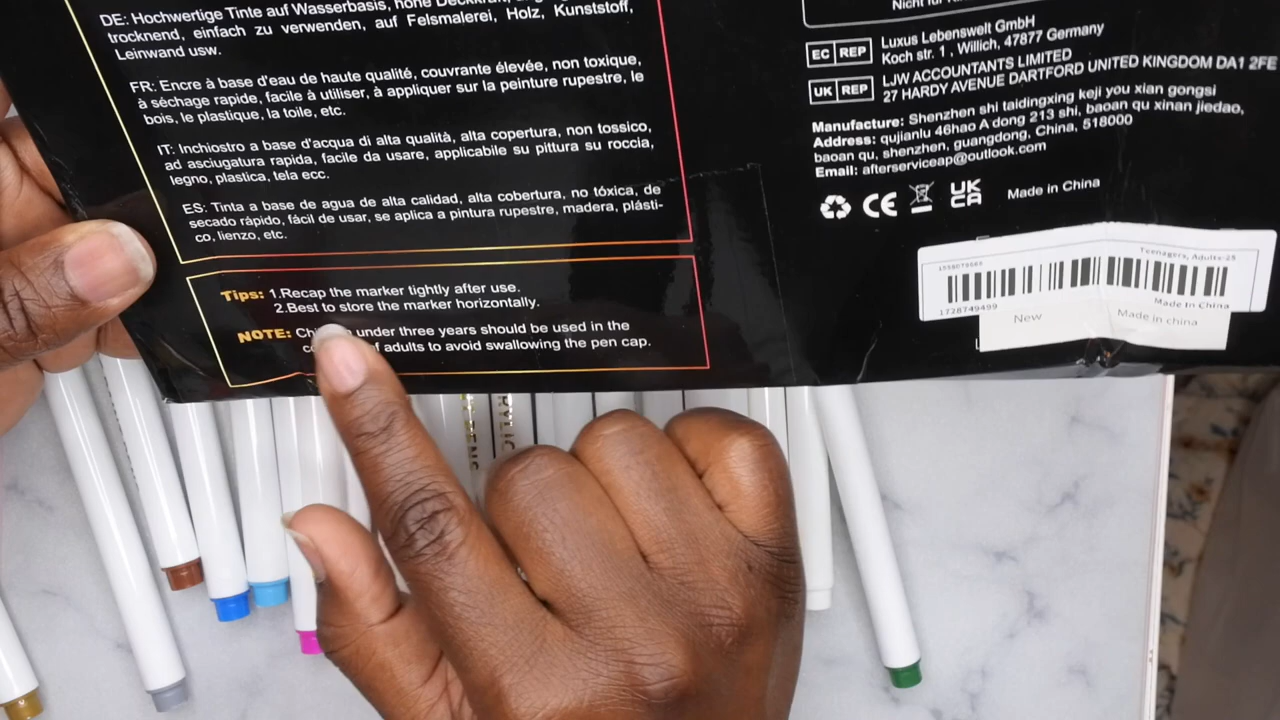 DE: Hochwertige Tinte auf Wasserbasis, hohe Deckkraft,
trocknend, einfach zu verwenden, auf Felsmalerei, Holz, Kunststoff,
Leinwand usw.
FR: Encre à base d'eau de haute qualité, couvrante élevée, non toxique,
à séchage rapide, facile à utiliser, à appliquer sur la peinture rupestre, le
bois, le plastique, la toile, etc.
IT: Inchiostro a base d'acqua di alta qualità, alta copertura, non tossico,
ad asciugatura rapida, facile da usare, applicabile su pittura su roccia,
legno, plastica, tela ecc.
ES: Tinta a base de agua de alta calidad, alta cobertura, no tóxica, de
secado rápido, fácil de usar, se aplica a pintura rupestre, madera, plásti-
co, lienzo, etc.
Tips: 1.Recap the marker tightly after use.
2.Best to store the marker horizontally.
NOTE: under three years should be used in the
of adults to avoid swallowing the pen cap.
Nicht für
EC REP
Luxus Lebenswelt GmbH
Koch str. 1 , Willich, 47877 Germany
UK REP
LJW ACCOUNTANTS LIMITED
27 HARDY AVENUE DARTFORD UNITED KINGDOM DA1 2FE
Manufacture: Shenzhen shi taidingxing keji you xian gongsi
Address: qujianlu 46hao A dong 213 shi, baoan qu xinan jiedao,
baoan qu, shenzhen, guangdong, China, 518000
Email: afterserviceap@outlook.com
CE
UK
CA
Made in China
Teenagers, Adults-25
1728749499
Made In China
New
Made in china